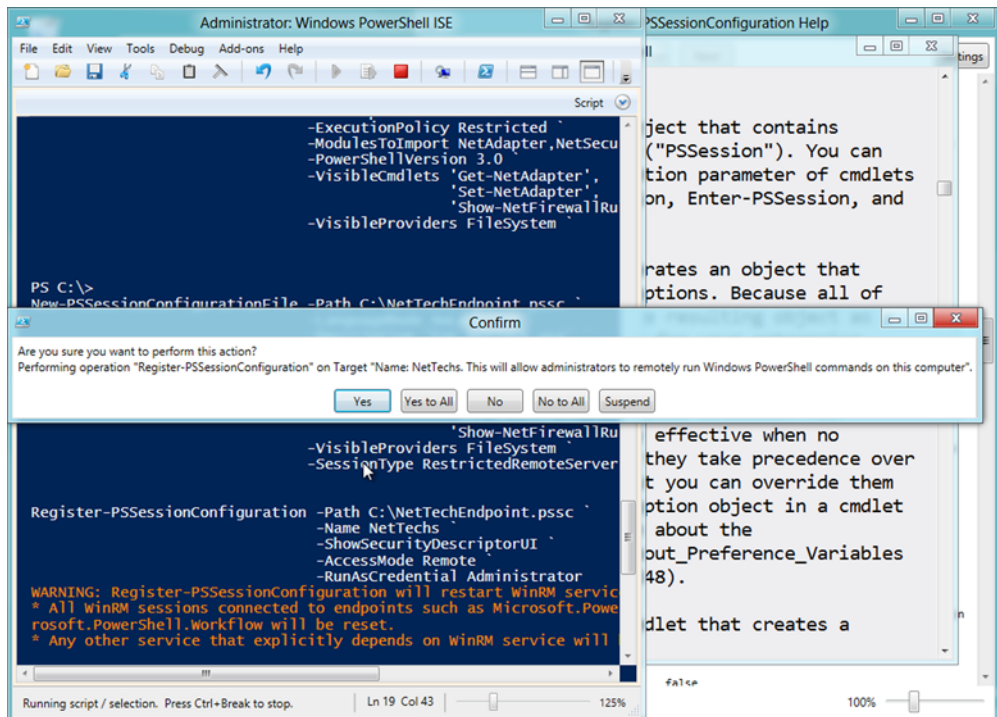 Administrator: Windows PowerShell ISE
File Edit View Tools Debug Add-ons Help
Script
-ExecutionPolicy Restricted `
-ModulesToImport NetAdapter,NetSecu
-PowerShellVersion 3.0 `
-VisibleCmdlets 'Get-NetAdapter',
'Set-NetAdapter',
'Show-NetFirewallRu
-VisibleProviders FileSystem `
PS C:\>
New-PSSessionConfigurationFile -Path C:\NetTechEndpoint.pssc `
PSSessionConfiguration Help
tings
ject that contains
("PSSession"). You can
tion parameter of cmdlets
on, Enter-PSSession, and
rates an object that
ptions. Because all of
Confirm
Are you sure you want to perform this action?
Performing operation "Register-PSSessionConfiguration" on Target "Name: NetTechs. This will allow administrators to remotely run Windows PowerShell commands on this computer".
Yes Yes to All No No to All Suspend
'Show-NetFirewallRu
-VisibleProviders FileSystem `
-SessionType RestrictedRemoteServer
Register-PSSessionConfiguration -Path C:\NetTechEndpoint.pssc `
-Name NetTechs `
-ShowSecurityDescriptorUI `
-AccessMode Remote `
-RunAsCredential Administrator
WARNING: Register-PSSessionConfiguration will restart WinRM servic
* All WinRM sessions connected to endpoints such as Microsoft.Powe
rosoft.PowerShell.Workflow will be reset.
* Any other service that explicitly depends on WinRM service will
effective when no
they take precedence over
t you can override them
ption object in a cmdlet
about the
out_Preference_Variables
48).
dlet that creates a
false
Running script / selection. Press Ctrl+Break to stop. Ln 19 Col 43 125%
100%